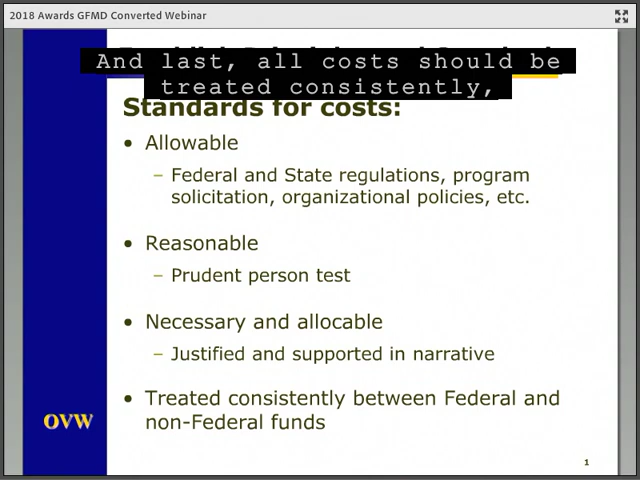 2018 Awards GFMD Converted Webinar
And last, all costs should be
treated consistently,
Standards for costs:
• Allowable
– Federal and State regulations, program
solicitation, organizational policies, etc.
• Reasonable
– Prudent person test
• Necessary and allocable
– Justified and supported in narrative
• Treated consistently between Federal and
non-Federal funds
OVW
1